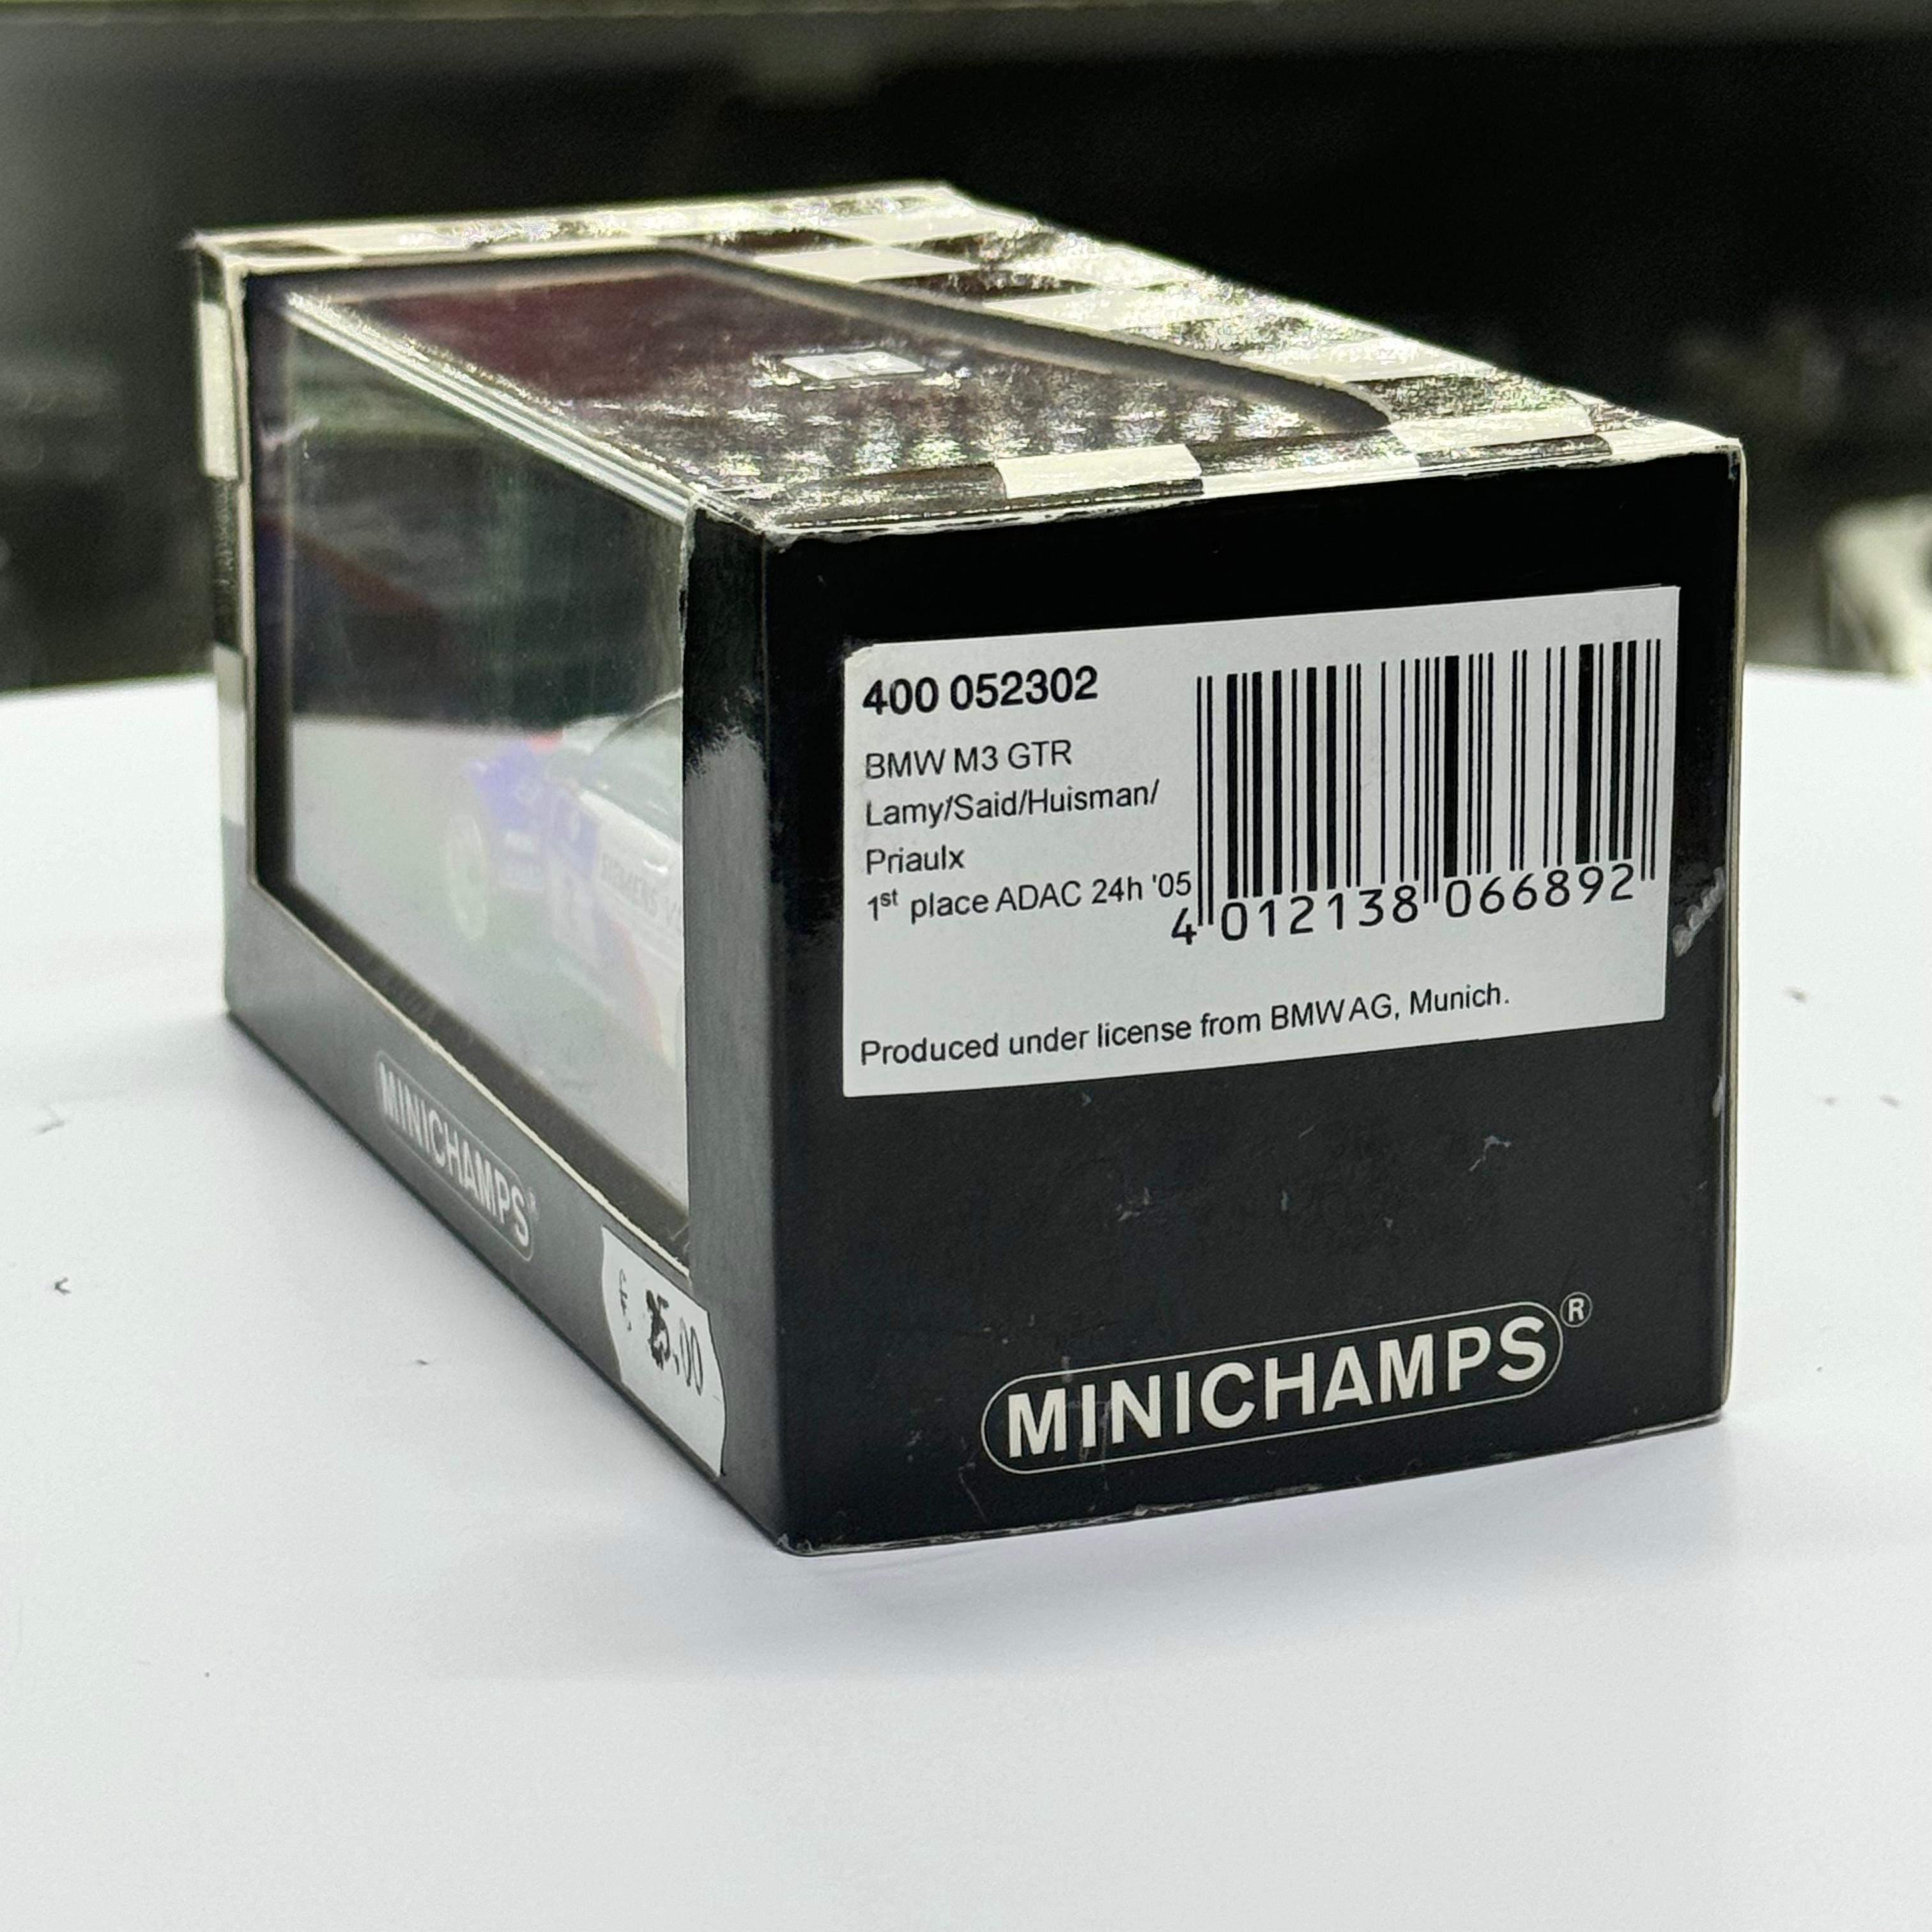 400 052302
BMW M3 GTR
Lamy/Said/Huisman/
Priaulx
1st place ADAC 24h '05
4 012138 066892
Produced under license from BMW AG, Munich.
MINICHAMPS®
MINICHAMPS®
SIEMENS